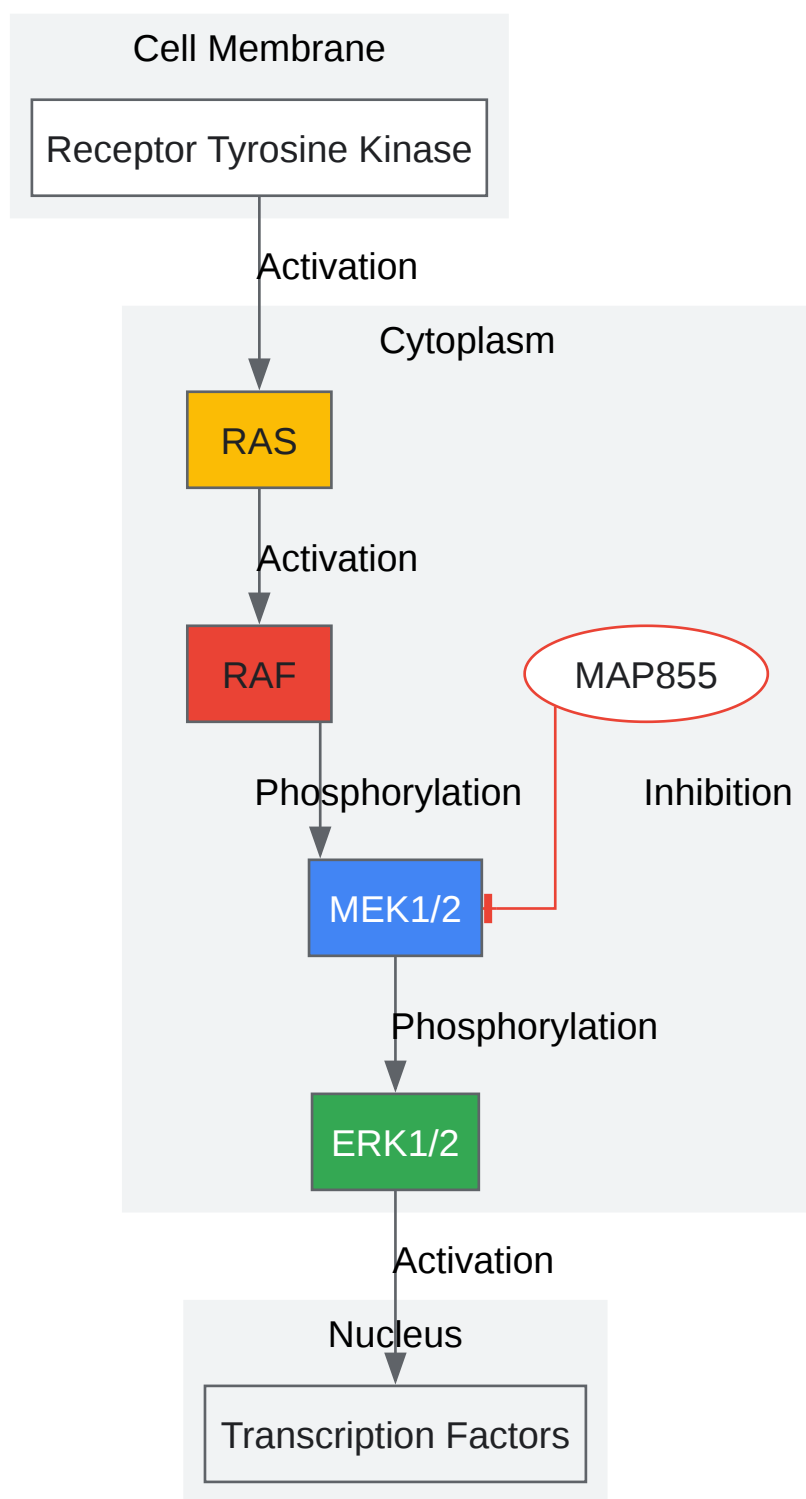 Cell Membrane
Receptor Tyrosine Kinase
Activation
Cytoplasm
RAS
Activation
RAF
MAP855
Phosphorylation
Inhibition
MEK1/2
Phosphorylation
ERK1/2
Activation
Nucleus
Transcription Factors